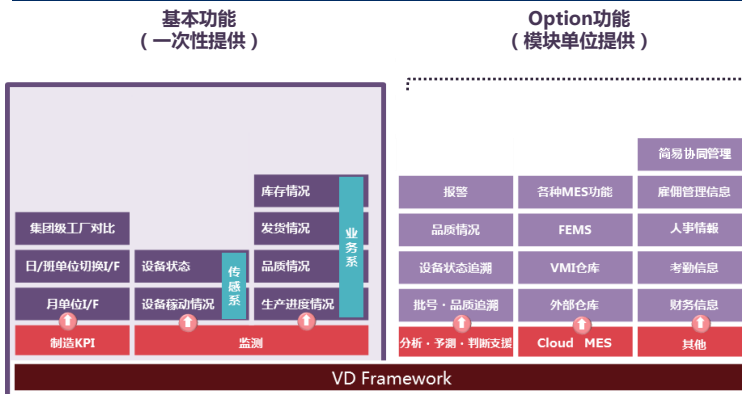 基本功能
（一次性提供）
Option功能
（模块单位提供）
集团级工厂对比
日/班单位切换I/F
月单位I/F
制造KPI
设备状态
设备稼动情况
传感系
库存情况
发货情况
品质情况
生产进度情况
业务系
监测
报警
品质情况
设备状态追溯
批号・品质追溯
分析・予测・判断支援
各种MES功能
FEMS
VMI仓库
外部仓库
Cloud MES
简易协同管理
雇佣管理信息
人事情報
考勤信息
财务信息
其他
VD Framework